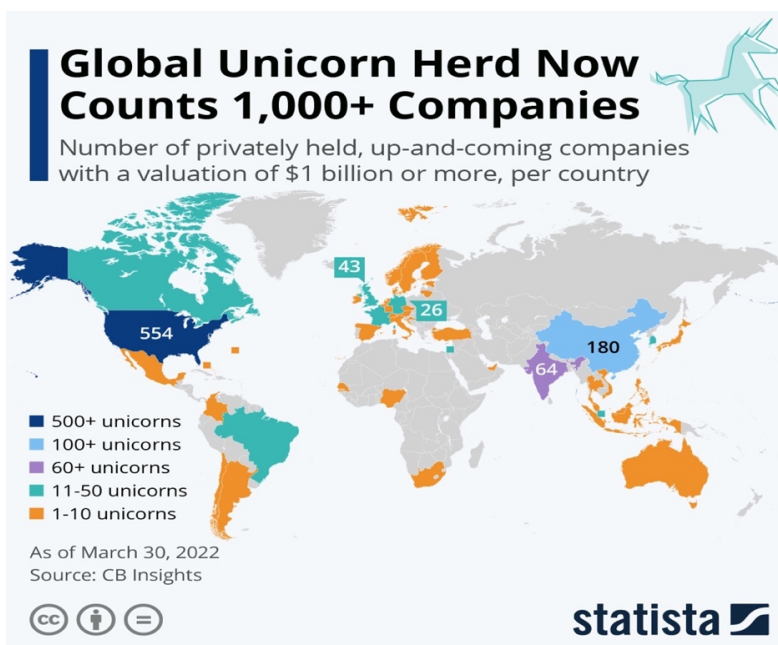 Global Unicorn Herd Now
Counts 1,000+ Companies
Number of privately held, up-and-coming companies
with a valuation of $1 billion or more, per country
43
26
554
180
64
500+ unicorns
100+ unicorns
60+ unicorns
11-50 unicorns
1-10 unicorns
As of March 30, 2022
Source: CB Insights
cc
=
statista